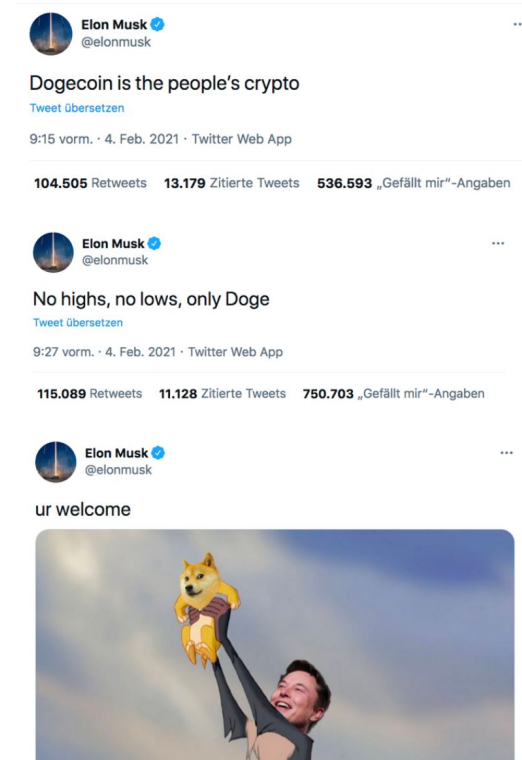 Elon Musk
@elonmusk
Dogecoin is the people's crypto
Tweet übersetzen
9:15 vorm. · 4. Feb. 2021 · Twitter Web App
104.505 Retweets 13.179 Zitierte Tweets 536.593 „Gefällt mir"-Angaben
Elon Musk
@elonmusk
No highs, no lows, only Doge
Tweet übersetzen
9:27 vorm. · 4. Feb. 2021 · Twitter Web App
115.089 Retweets 11.128 Zitierte Tweets 750.703 „Gefällt mir"-Angaben
Elon Musk
@elonmusk
ur welcome